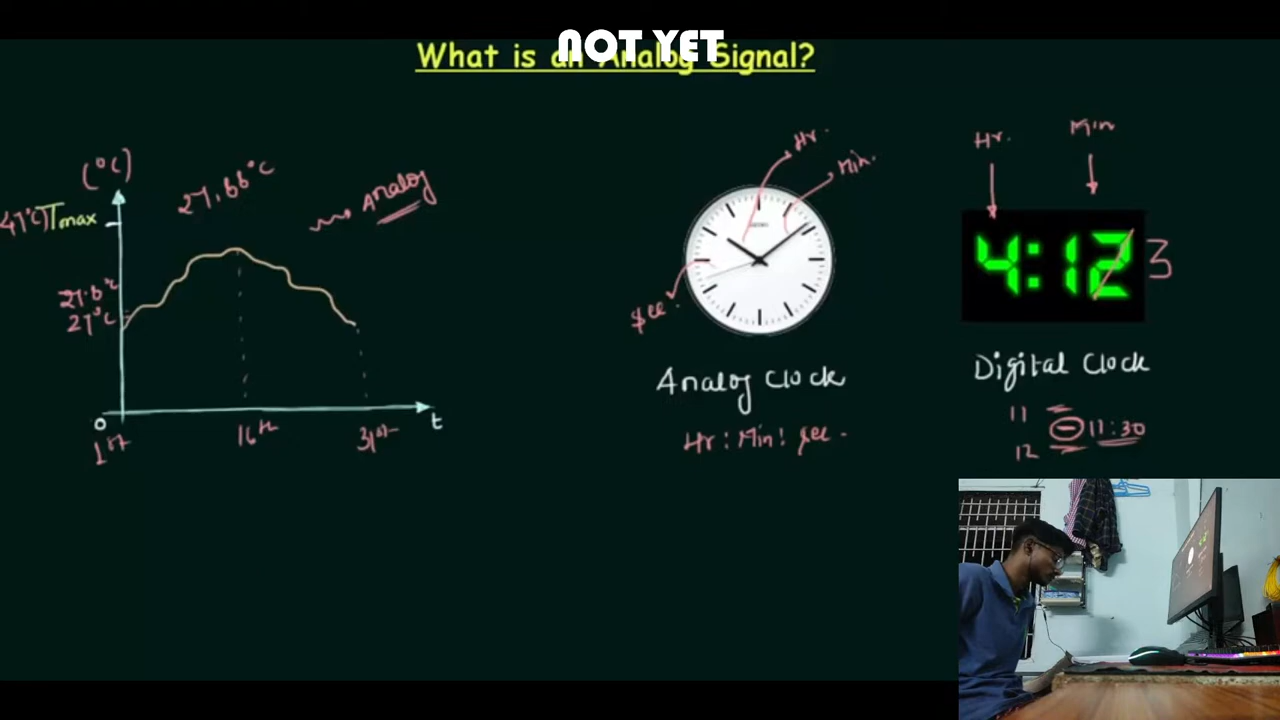 NOT YET
What is an Analog Signal?
(°C)
27.66°C
Analog
47°C) Tmax
27.6°C
27°C
0
1st
16th
31st
t
Hr.
Min.
Sec.
Analog Clock
Hr : Min : Sec.
Hr.
Min
4:12
3
Digital Clock
11
12
11:30